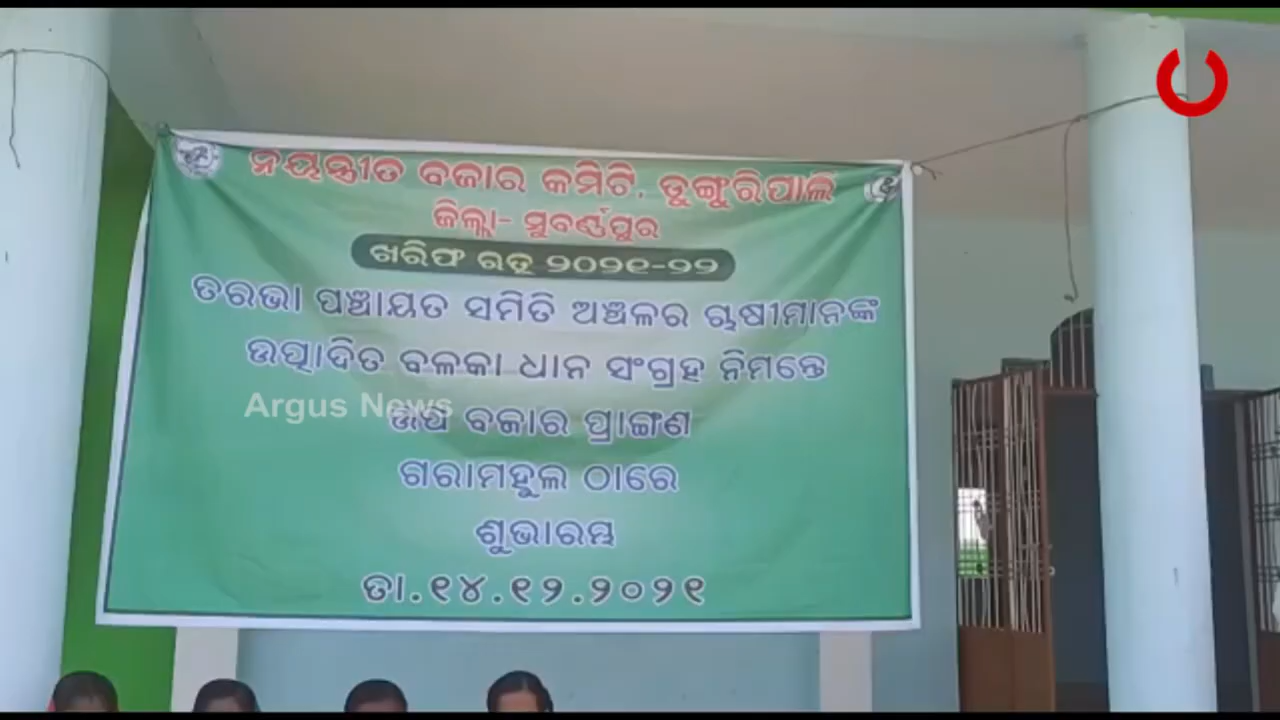 ନିୟନ୍ତ୍ରୀତ ବଜାର କମିଟି, ଡୁଙ୍ଗୁରିପାଲି
ଜିଲ୍ଲା- ସୁବର୍ଣ୍ଣପୁର
ଖରିଫ ଋତୁ ୨୦୨୧-୨୨
ତରଭା ପଞ୍ଚାୟତ ସମିତି ଅଞ୍ଚଳର ଚାଷୀମାନଙ୍କ
ଉତ୍ପାଦିତ ବଳକା ଧାନ ସଂଗ୍ରହ ନିମନ୍ତେ
Argus News
ଉପ ବଜାର ପ୍ରାଙ୍ଗଣ
ଗରାମହୁଲ ଠାରେ
ଶୁଭାରମ୍ଭ
ତା.୧୪.୧୨.୨୦୨୧